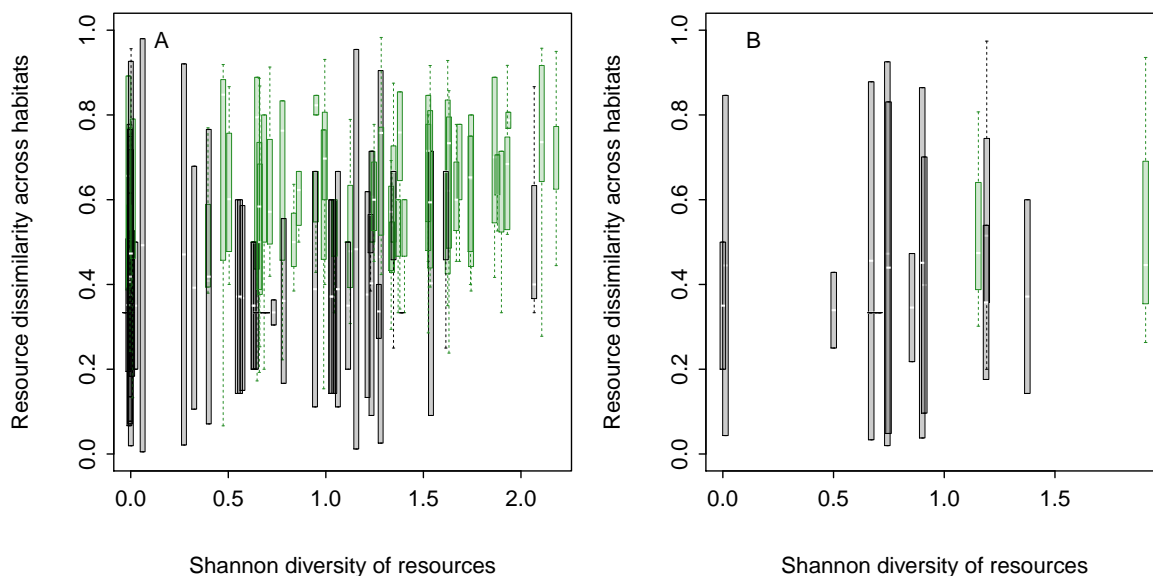 A
B
Resource dissimilarity across habitats
1.0
0.8
0.6
0.4
0.2
0.0
Resource dissimilarity across habitats
1.0
0.8
0.6
0.4
0.2
0.0
0.0 0.5 1.0 1.5 2.0
0.0 0.5 1.0 1.5
Shannon diversity of resources
Shannon diversity of resources